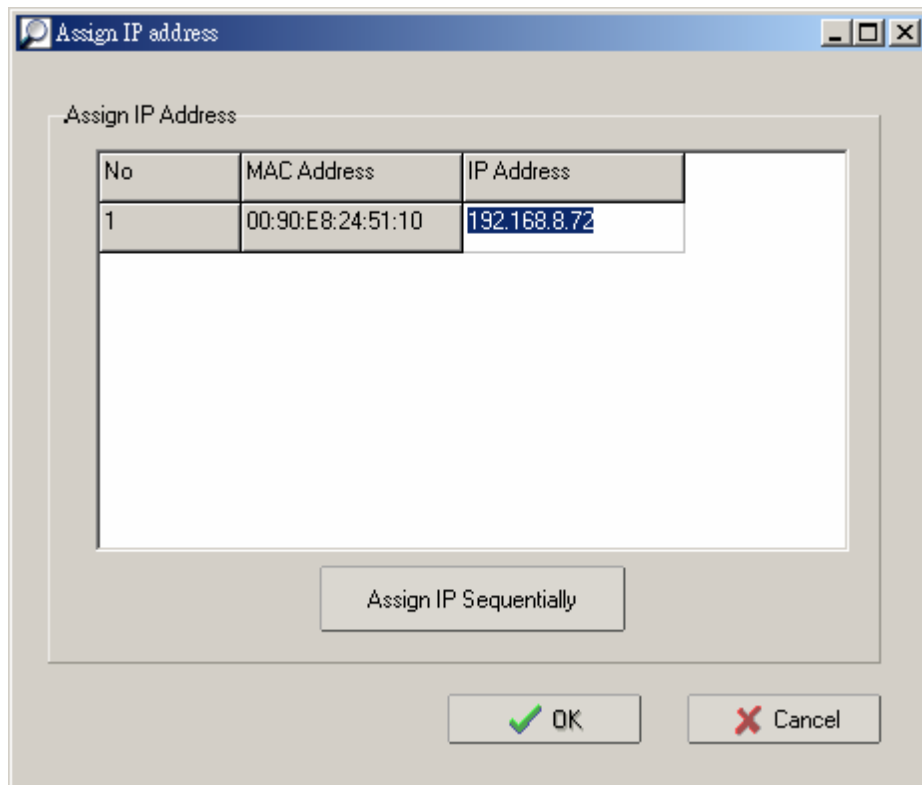 Assign IP address
Assign IP Address
No MAC Address IP Address
1 00:90:E8:24:51:10 192.168.8.72
Assign IP Sequentially
OK Cancel